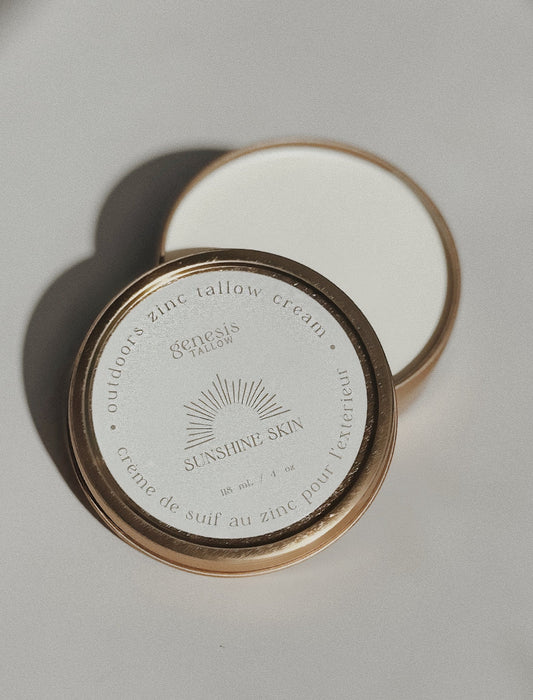 • outdoors zinc tallow cream •
genesis
TALLOW
SUNSHINE SKIN
118 mL / 4 oz
crème de suif au zinc pour l'extérieur